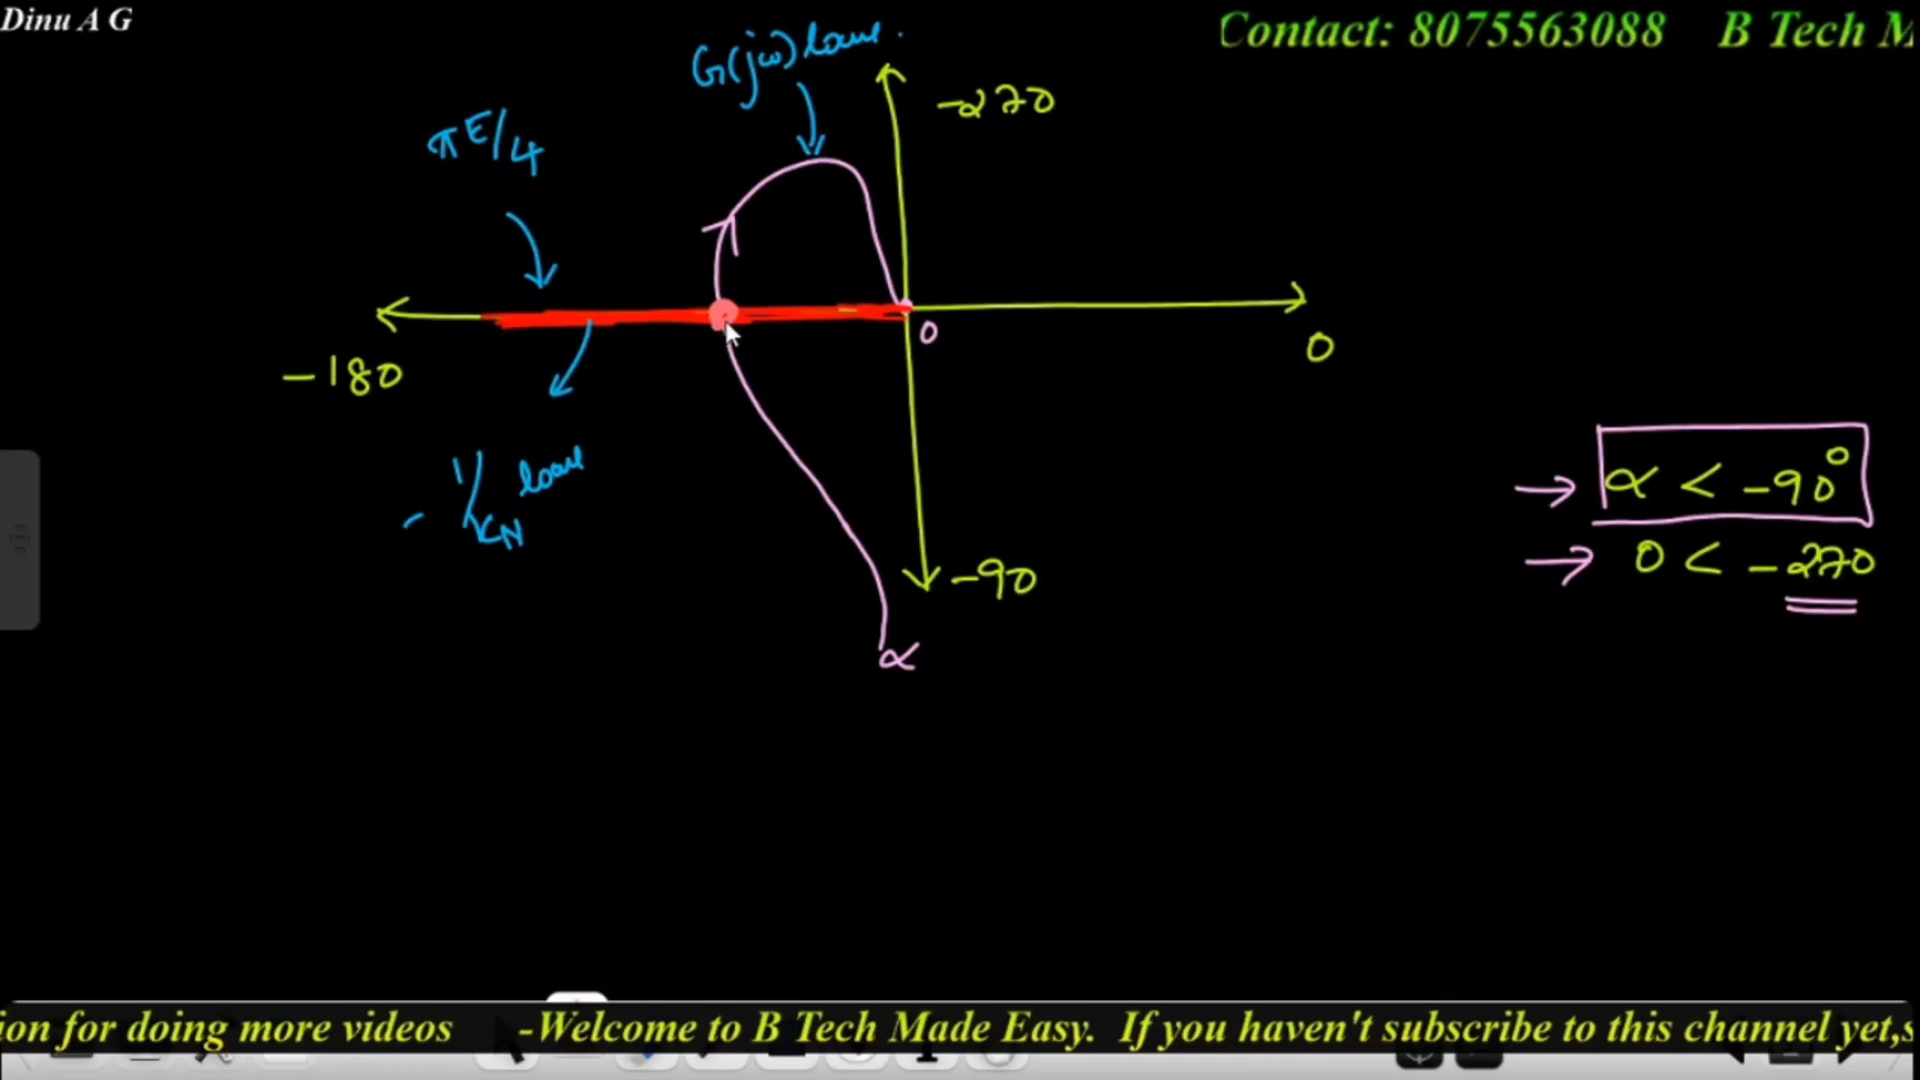 Dinu A G
Contact: 8075563088 B Tech M
G(jω) locus.
-270
πE/4
0
-180
0
-1/KN locus
∝ < -90°
0 < -270
-90
∝
ion for doing more videos -Welcome to B Tech Made Easy. If you haven't subscribe to this channel yet,s